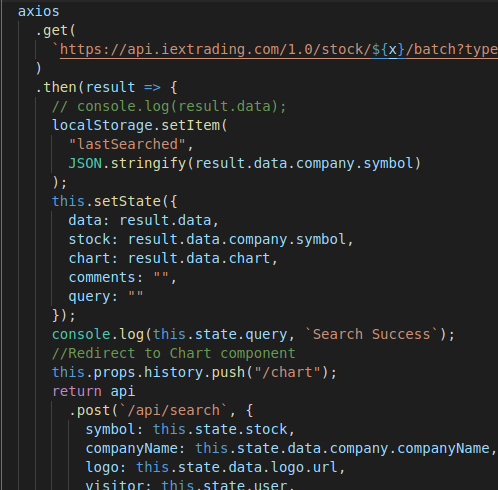 axios
.get(
`https://api.iextrading.com/1.0/stock/${x}/batch?type
)
.then(result => {
// console.log(result.data);
localStorage.setItem(
"lastSearched",
JSON.stringify(result.data.company.symbol)
);
this.setState({
data: result.data,
stock: result.data.company.symbol,
chart: result.data.chart,
comments: "",
query: ""
});
console.log(this.state.query, `Search Success`);
//Redirect to Chart component
this.props.history.push("/chart");
return api
.post(`/api/search`, {
symbol: this.state.stock,
companyName: this.state.data.company.companyName,
logo: this.state.data.logo.url,
visitor: this.state.user,